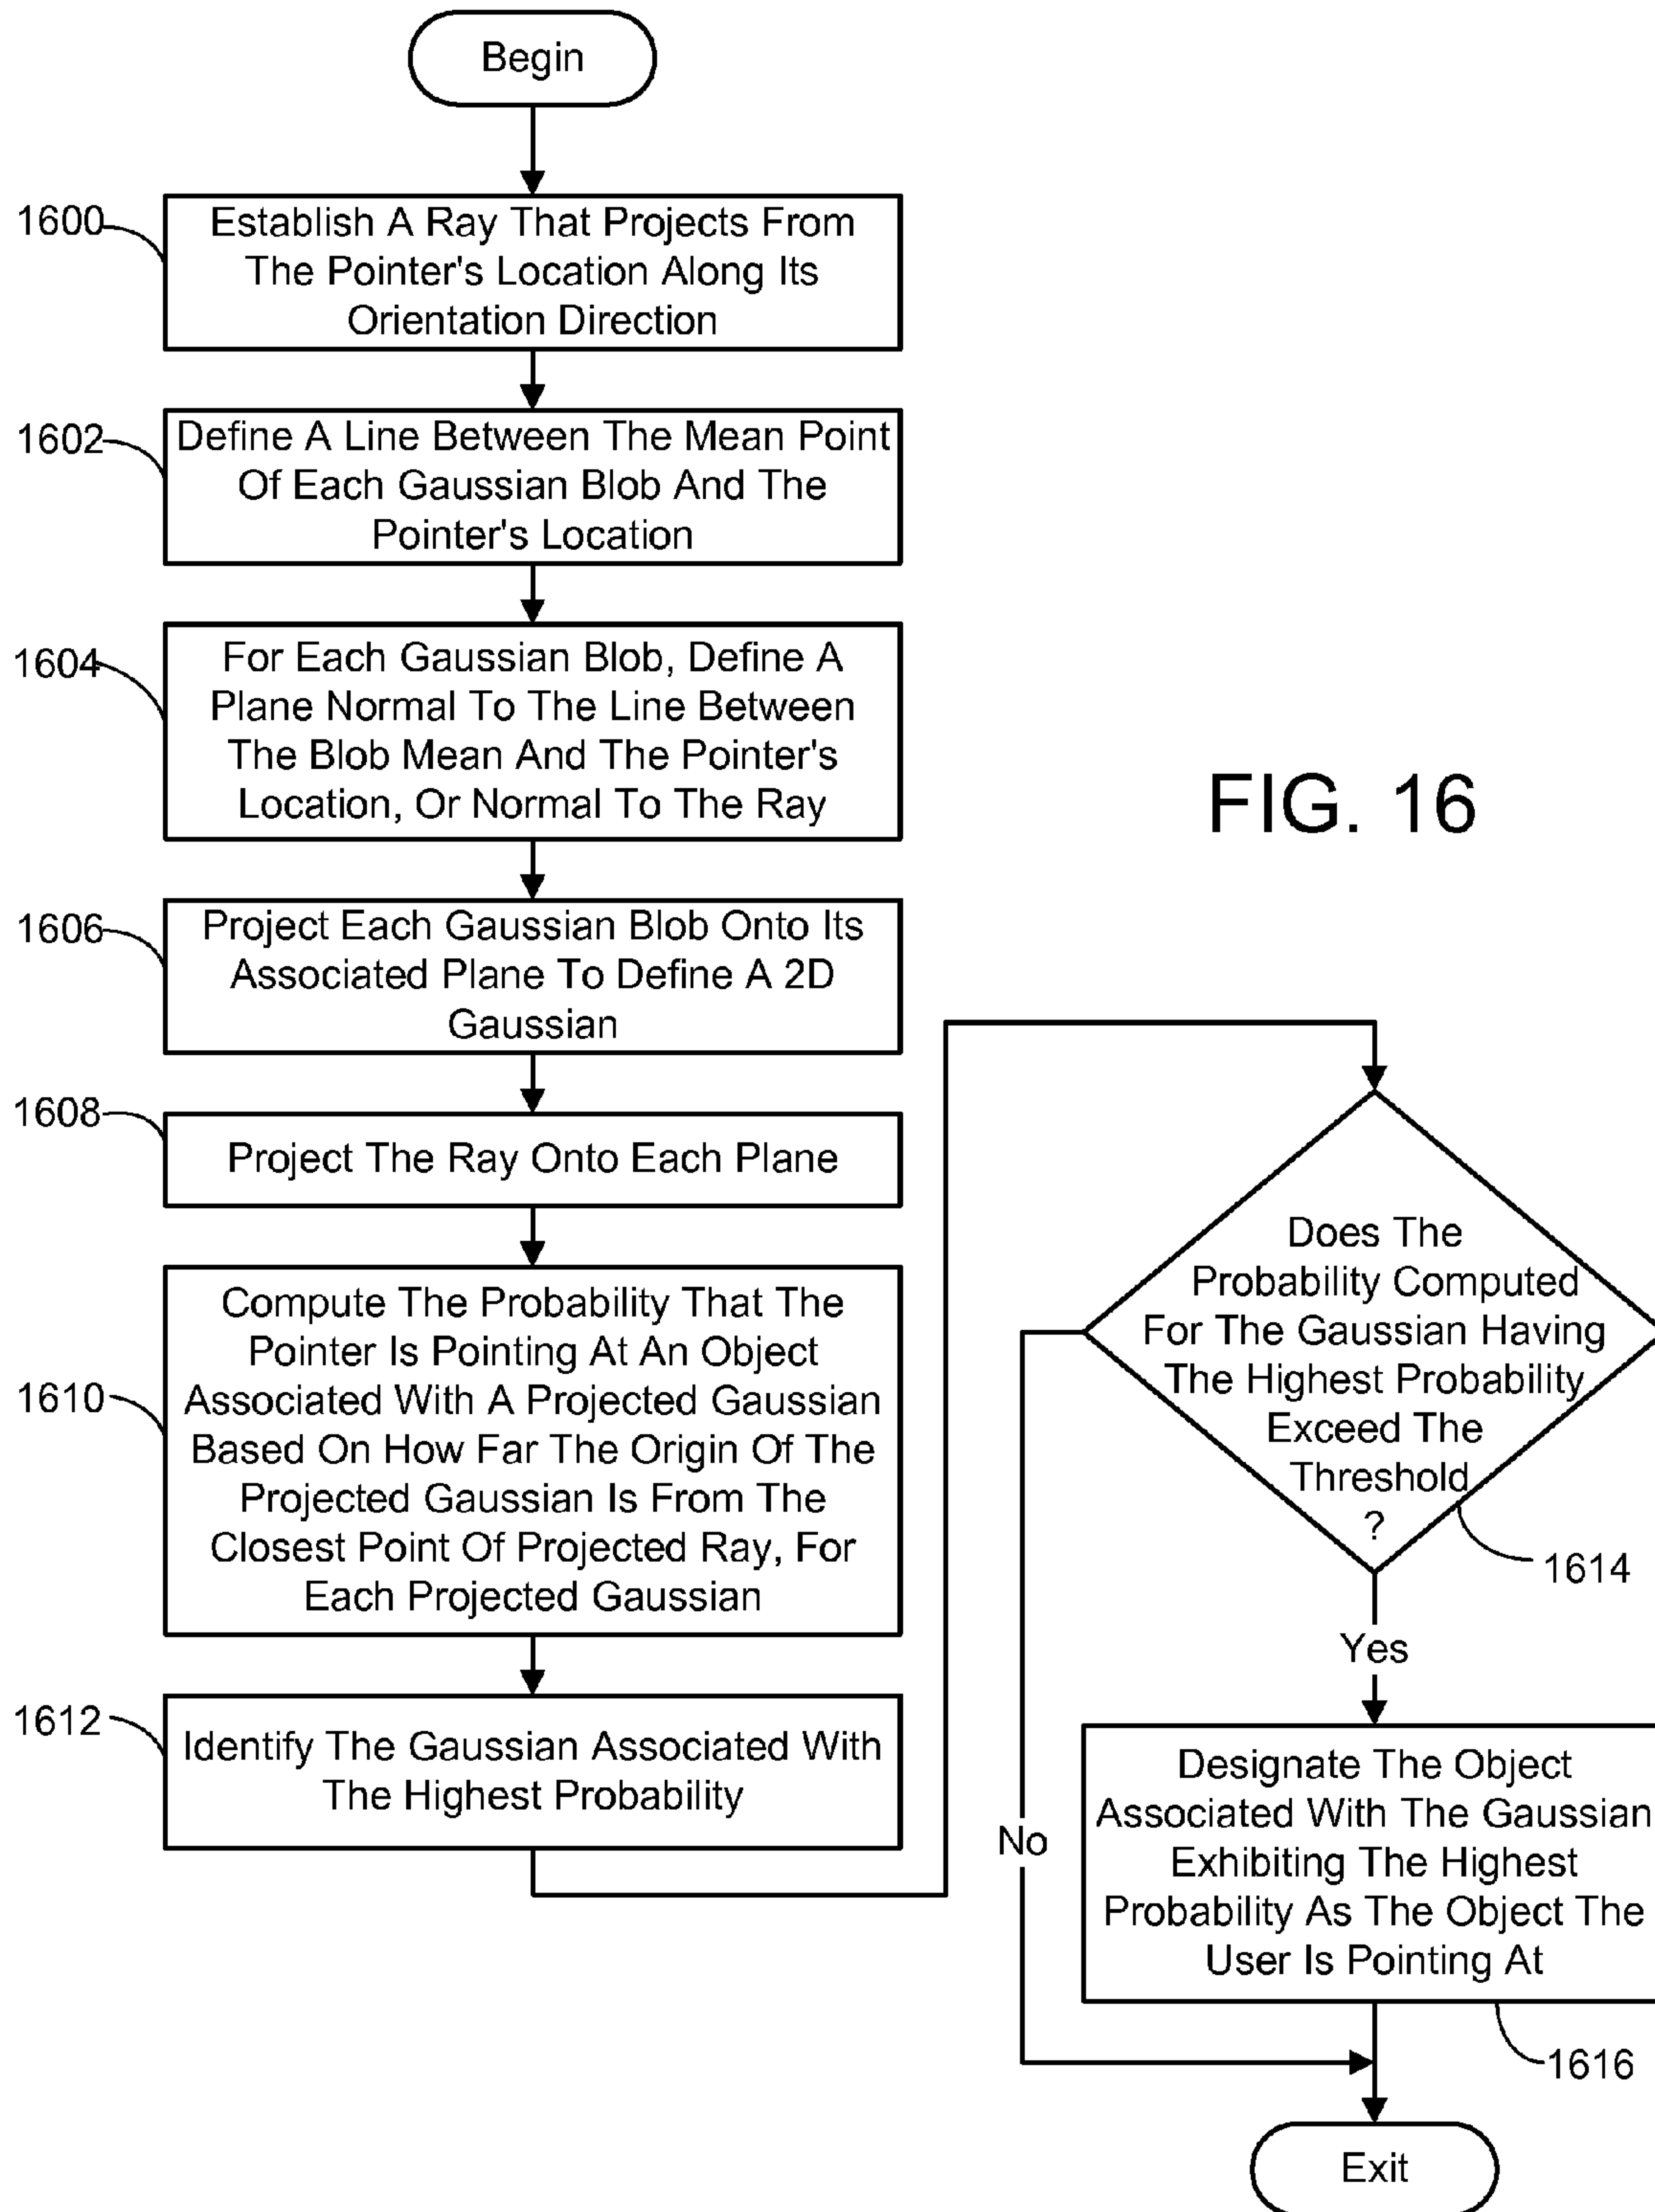 Begin
1600
Establish A Ray That Projects From
The Pointer's Location Along Its
Orientation Direction
1602
Define A Line Between The Mean Point
Of Each Gaussian Blob And The
Pointer's Location
1604
For Each Gaussian Blob, Define A
Plane Normal To The Line Between
The Blob Mean And The Pointer's
Location, Or Normal To The Ray
FIG. 16
1606
Project Each Gaussian Blob Onto Its
Associated Plane To Define A 2D
Gaussian
1608
Project The Ray Onto Each Plane
1610
Compute The Probability That The
Pointer Is Pointing At An Object
Associated With A Projected Gaussian
Based On How Far The Origin Of The
Projected Gaussian Is From The
Closest Point Of Projected Ray, For
Each Projected Gaussian
1612
Identify The Gaussian Associated With
The Highest Probability
Does The
Probability Computed
For The Gaussian Having
The Highest Probability
Exceed The
Threshold
?
1614
Yes
No
Designate The Object
Associated With The Gaussian
Exhibiting The Highest
Probability As The Object The
User Is Pointing At
1616
Exit